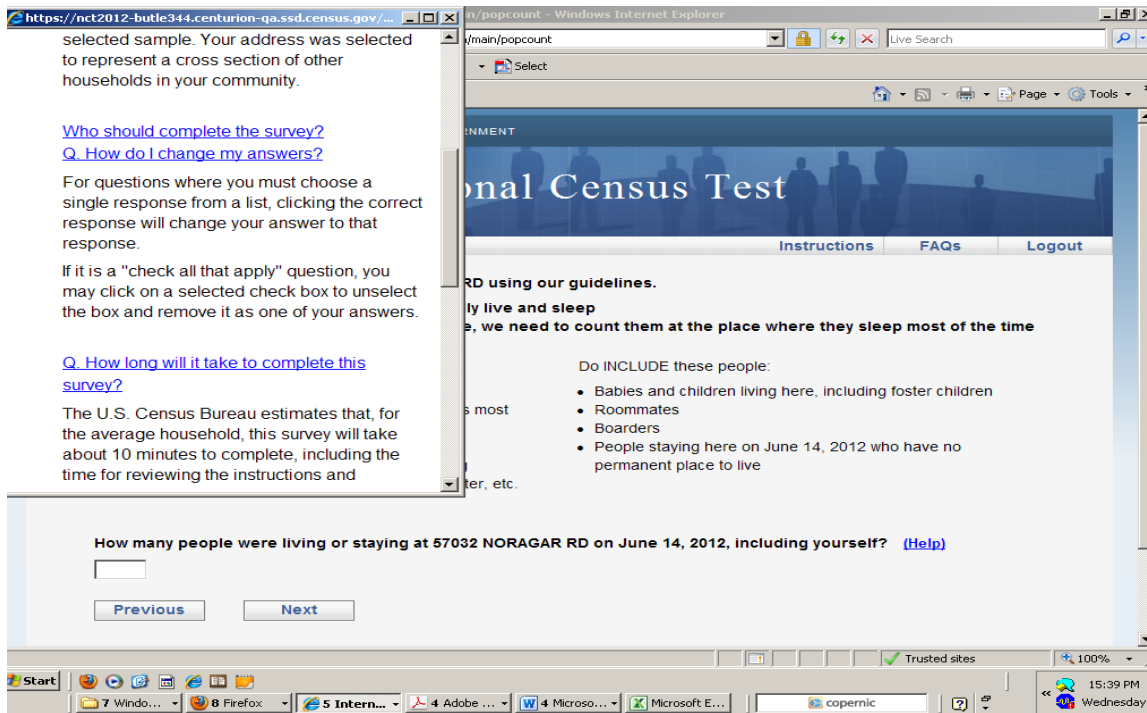 https://nct2012-butle344.centurion-qa.ssd.census.gov/...
selected sample. Your address was selected
to represent a cross section of other
households in your community.
Who should complete the survey?
Q. How do I change my answers?
For questions where you must choose a
single response from a list, clicking the correct
response will change your answer to that
response.
If it is a "check all that apply" question, you
may click on a selected check box to unselect
the box and remove it as one of your answers.
Q. How long will it take to complete this
survey?
The U.S. Census Bureau estimates that, for
the average household, this survey will take
about 10 minutes to complete, including the
time for reviewing the instructions and
n/popcount - Windows Internet Explorer
/main/popcount
Live Search
Select
Page
Tools
RNMENT
onal Census Test
Instructions FAQs Logout
RD using our guidelines.
ly live and sleep
e, we need to count them at the place where they sleep most of the time
Do INCLUDE these people:
• Babies and children living here, including foster children
s most
• Roommates
• Boarders
• People staying here on June 14, 2012 who have no
permanent place to live
ter, etc.
How many people were living or staying at 57032 NORAGAR RD on June 14, 2012, including yourself? (Help)
Previous Next
Trusted sites 100%
Start
7 Windo... 8 Firefox 5 Intern... 4 Adobe ... 4 Microso... Microsoft E... copernic
15:39 PM
Wednesday